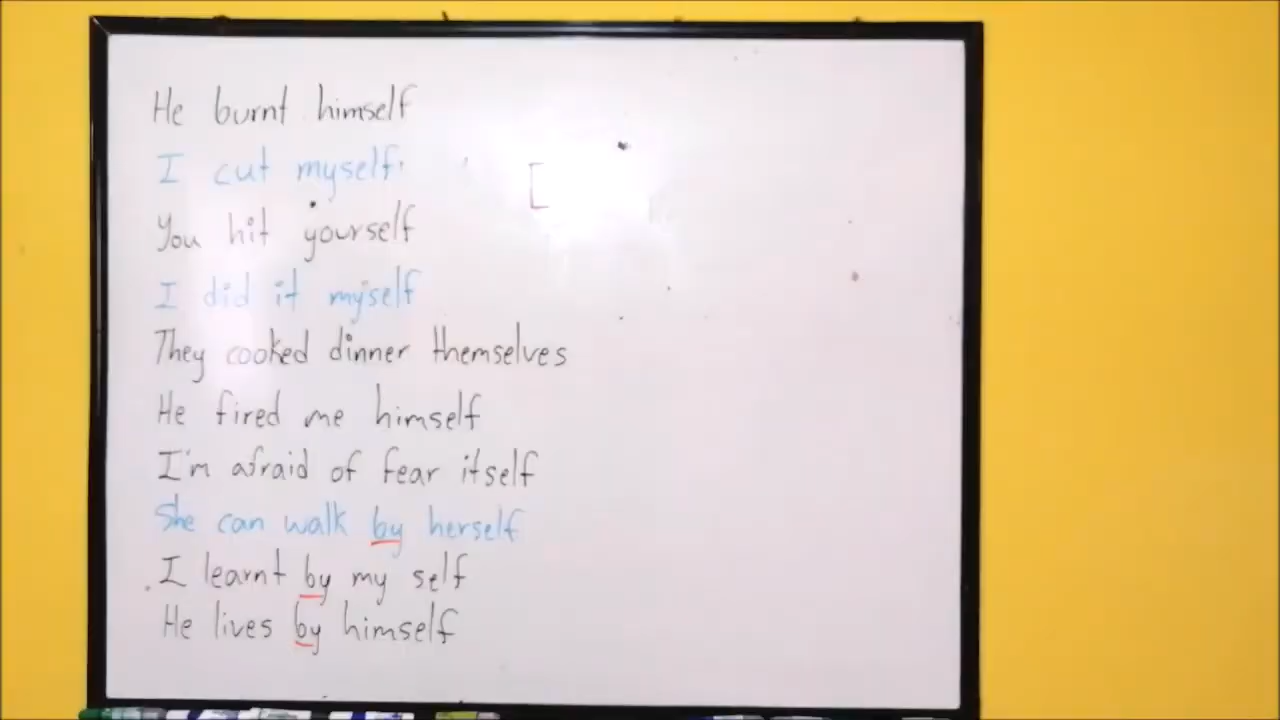 He burnt himself
I cut myself
You hit yourself
I did it myself
They cooked dinner themselves
He fired me himself
I'm afraid of fear itself
She can walk by herself
I learnt by my self
He lives by himself